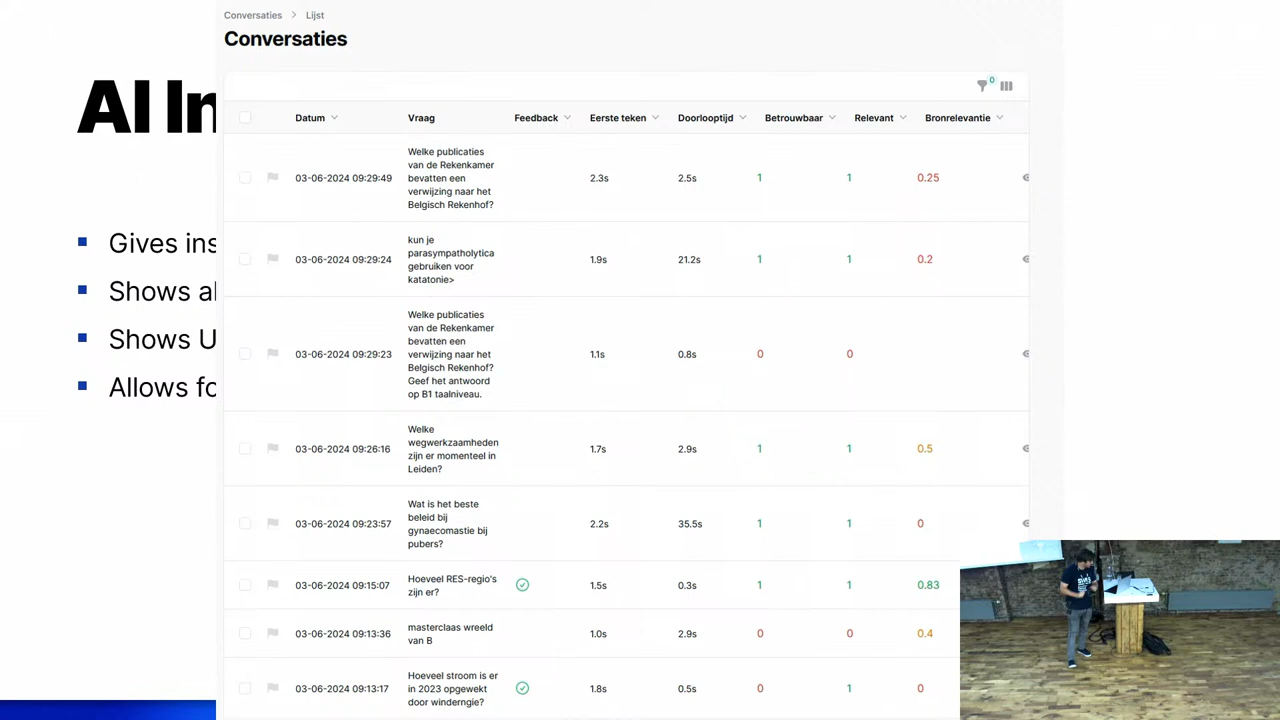 Conversaties > Lijst
Conversaties
0
Datum Vraag Feedback Eerste teken Doorlooptijd Betrouwbaar Relevant Bronrelevantie
03-06-2024 09:29:49
Welke publicaties
van de Rekenkamer
bevatten een
verwijzing naar het
Belgisch Rekenhof?
2.3s 2.5s 1 1 0.25
03-06-2024 09:29:24
kun je
parasympatholytica
gebruiken voor
katatonie>
1.9s 21.2s 1 1 0.2
03-06-2024 09:29:23
Welke publicaties
van de Rekenkamer
bevatten een
verwijzing naar het
Belgisch Rekenhof?
Geef het antwoord
op B1 taalniveau.
1.1s 0.8s 0 0
03-06-2024 09:26:16
Welke
wegwerkzaamheden
zijn er momenteel in
Leiden?
1.7s 2.9s 1 1 0.5
03-06-2024 09:23:57
Wat is het beste
beleid bij
gynaecomastie bij
pubers?
2.2s 35.5s 1 1 0
03-06-2024 09:15:07
Hoeveel RES-regio's
zijn er?
1.5s 0.3s 1 1 0.83
03-06-2024 09:13:36
masterclaas wreeld
van B
1.0s 2.9s 0 0 0.4
03-06-2024 09:13:17
Hoeveel stroom is er
in 2023 opgewekt
door winderngie?
1.8s 0.5s 0 1 0
AI In
Gives ins
Shows al
Shows U
Allows fo